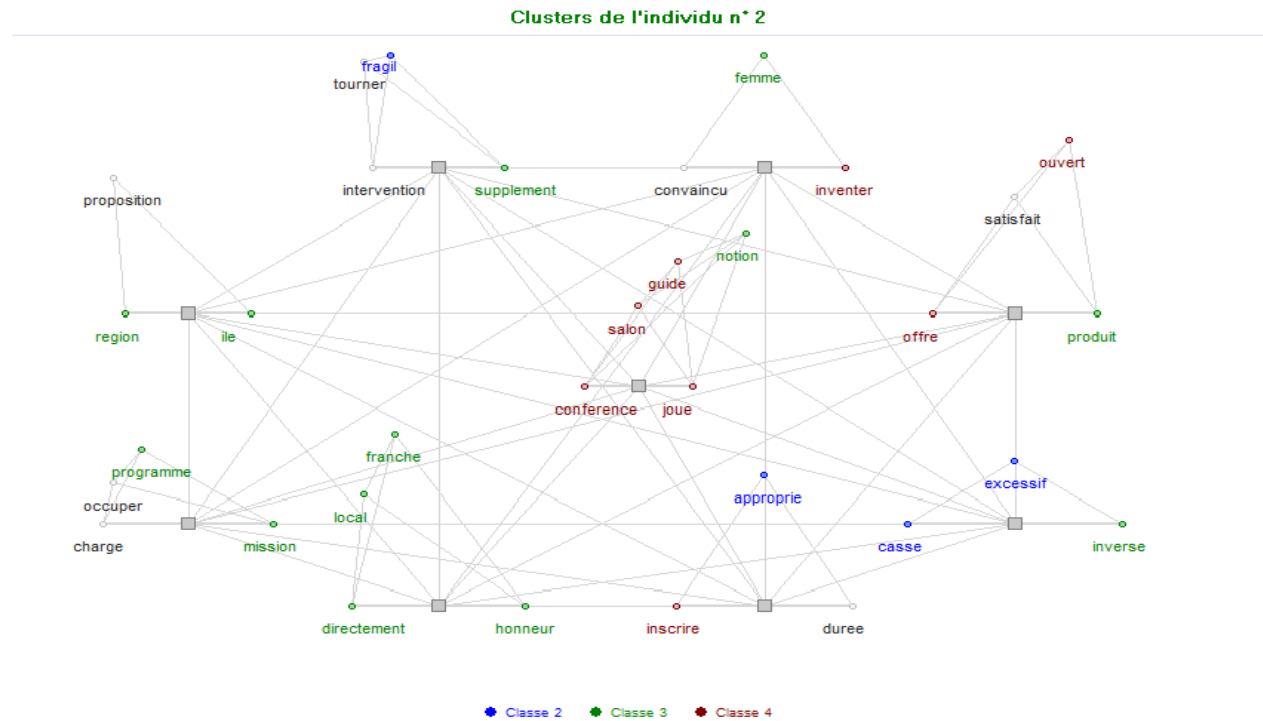 Clusters de l'individu n° 2
fragil
tourner
femme
ouvert
intervention
supplement
convaincu
inventer
proposition
satisfait
notion
guide
salon
region
ile
offre
produit
conference
joue
franche
programme
excessif
approprie
occuper
local
charge
mission
casse
inverse
directement
honneur
inscrire
duree
Classe 2
Classe 3
Classe 4